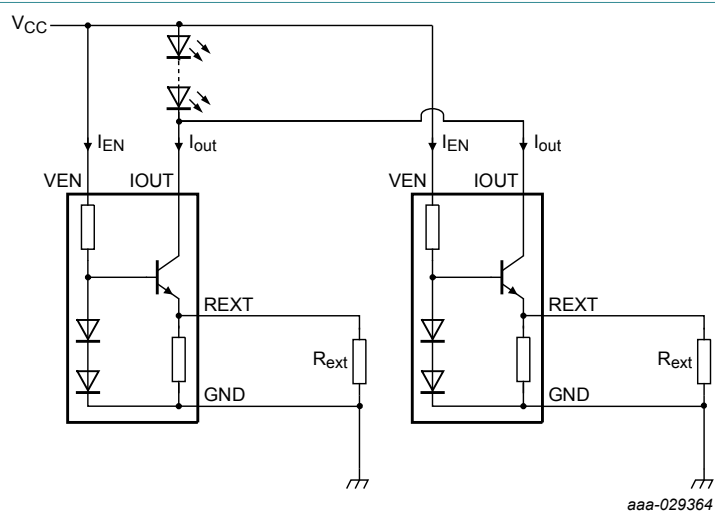 VCC
IEN
Iout
IEN
Iout
VEN
IOUT
VEN
IOUT
REXT
REXT
Rext
Rext
GND
GND
aaa-029364